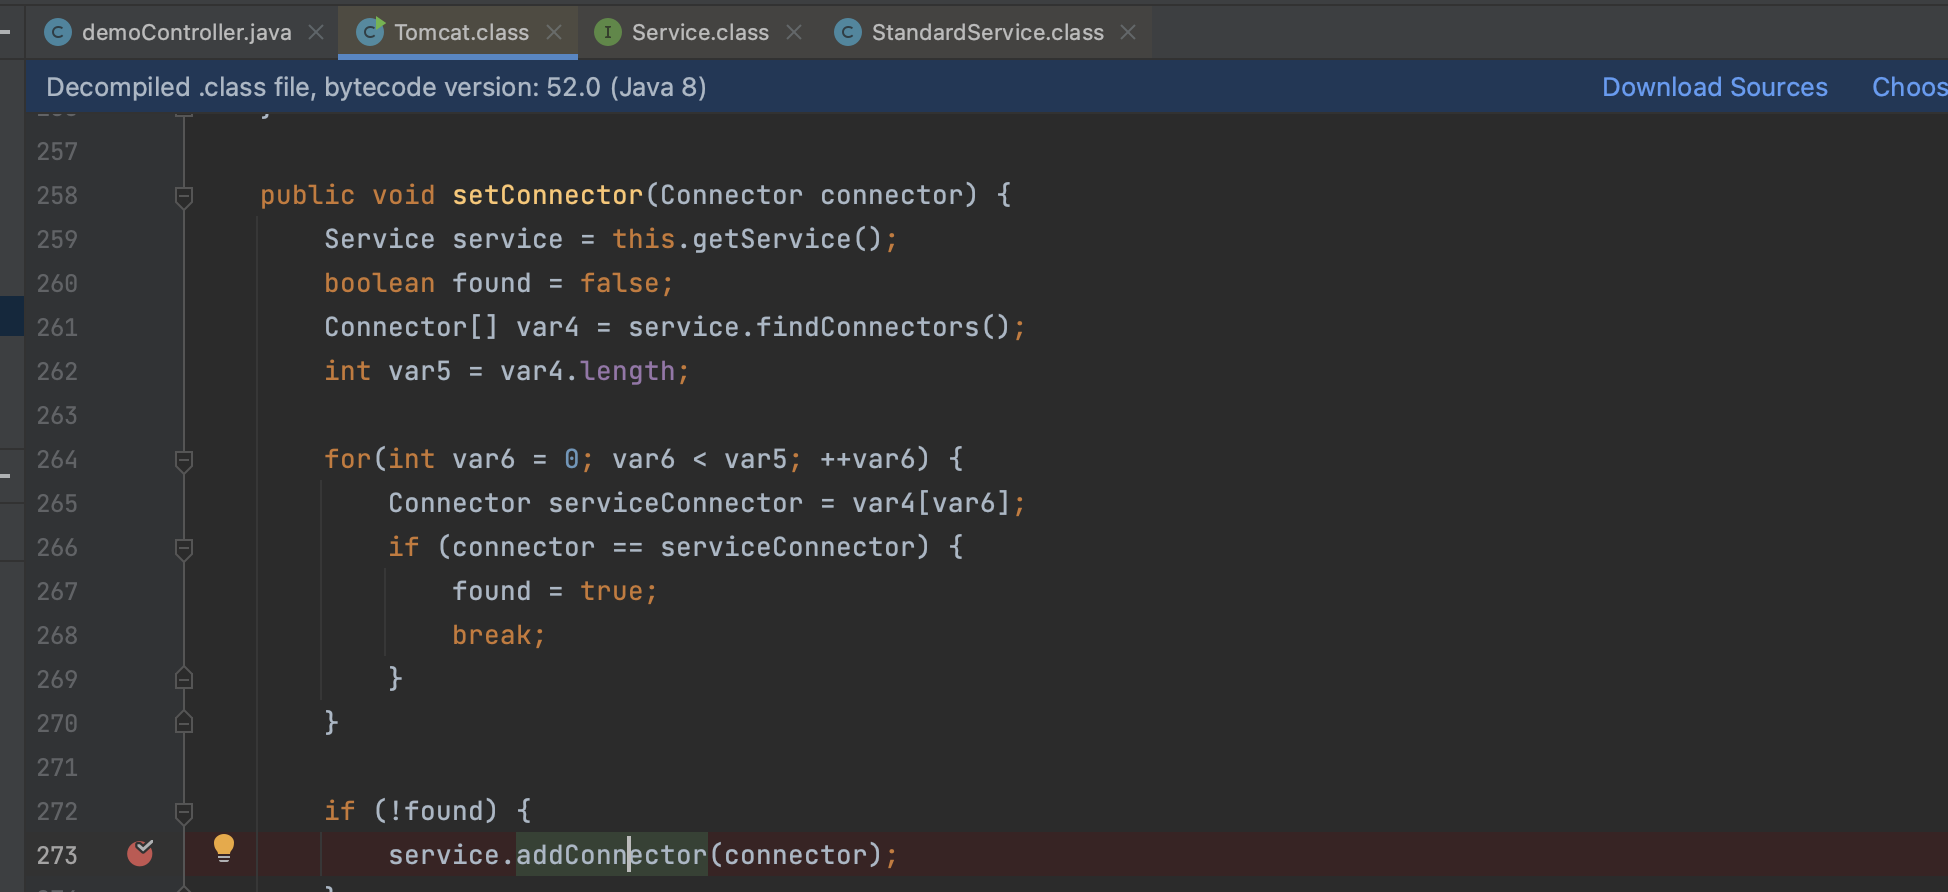 demoController.java Tomcat.class Service.class StandardService.class
Decompiled .class file, bytecode version: 52.0 (Java 8) Download Sources Choos
257
258 public void setConnector(Connector connector) {
259 Service service = this.getService();
260 boolean found = false;
261 Connector[] var4 = service.findConnectors();
262 int var5 = var4.length;
263
264 for(int var6 = 0; var6 < var5; ++var6) {
265 Connector serviceConnector = var4[var6];
266 if (connector == serviceConnector) {
267 found = true;
268 break;
269 }
270 }
271
272 if (!found) {
273 service.addConnector(connector);